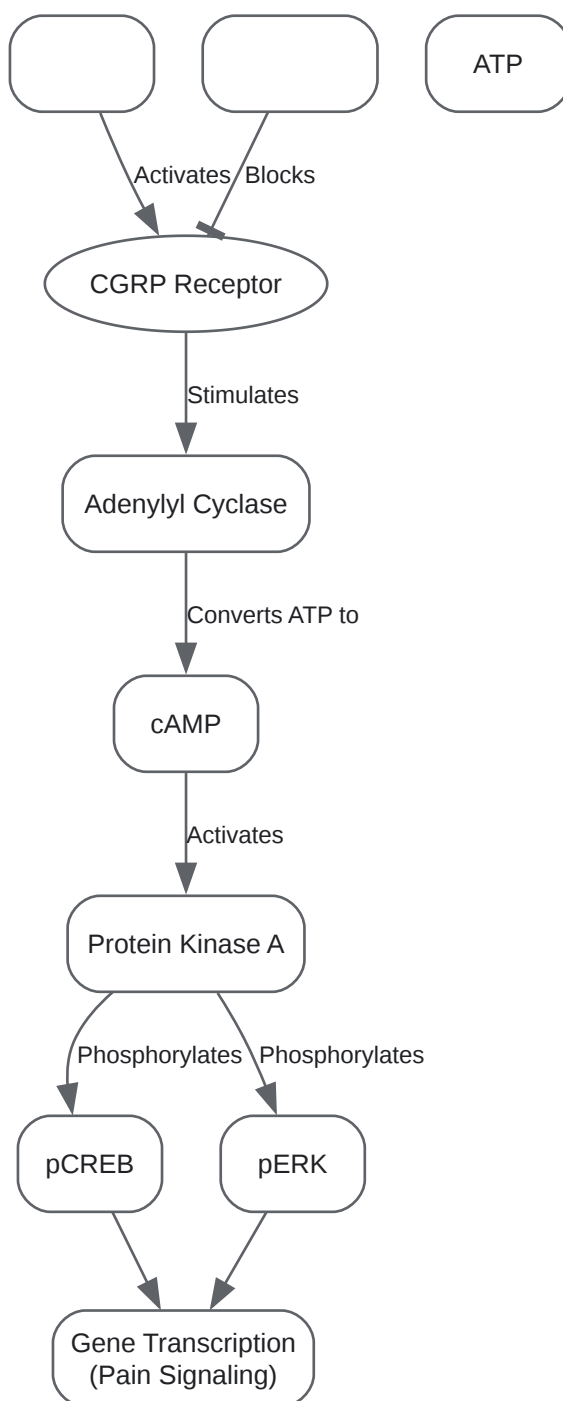 ATP
Activates
Blocks
CGRP Receptor
Stimulates
Adenylyl Cyclase
Converts ATP to
cAMP
Activates
Protein Kinase A
Phosphorylates
Phosphorylates
pCREB
pERK
Gene Transcription
(Pain Signaling)